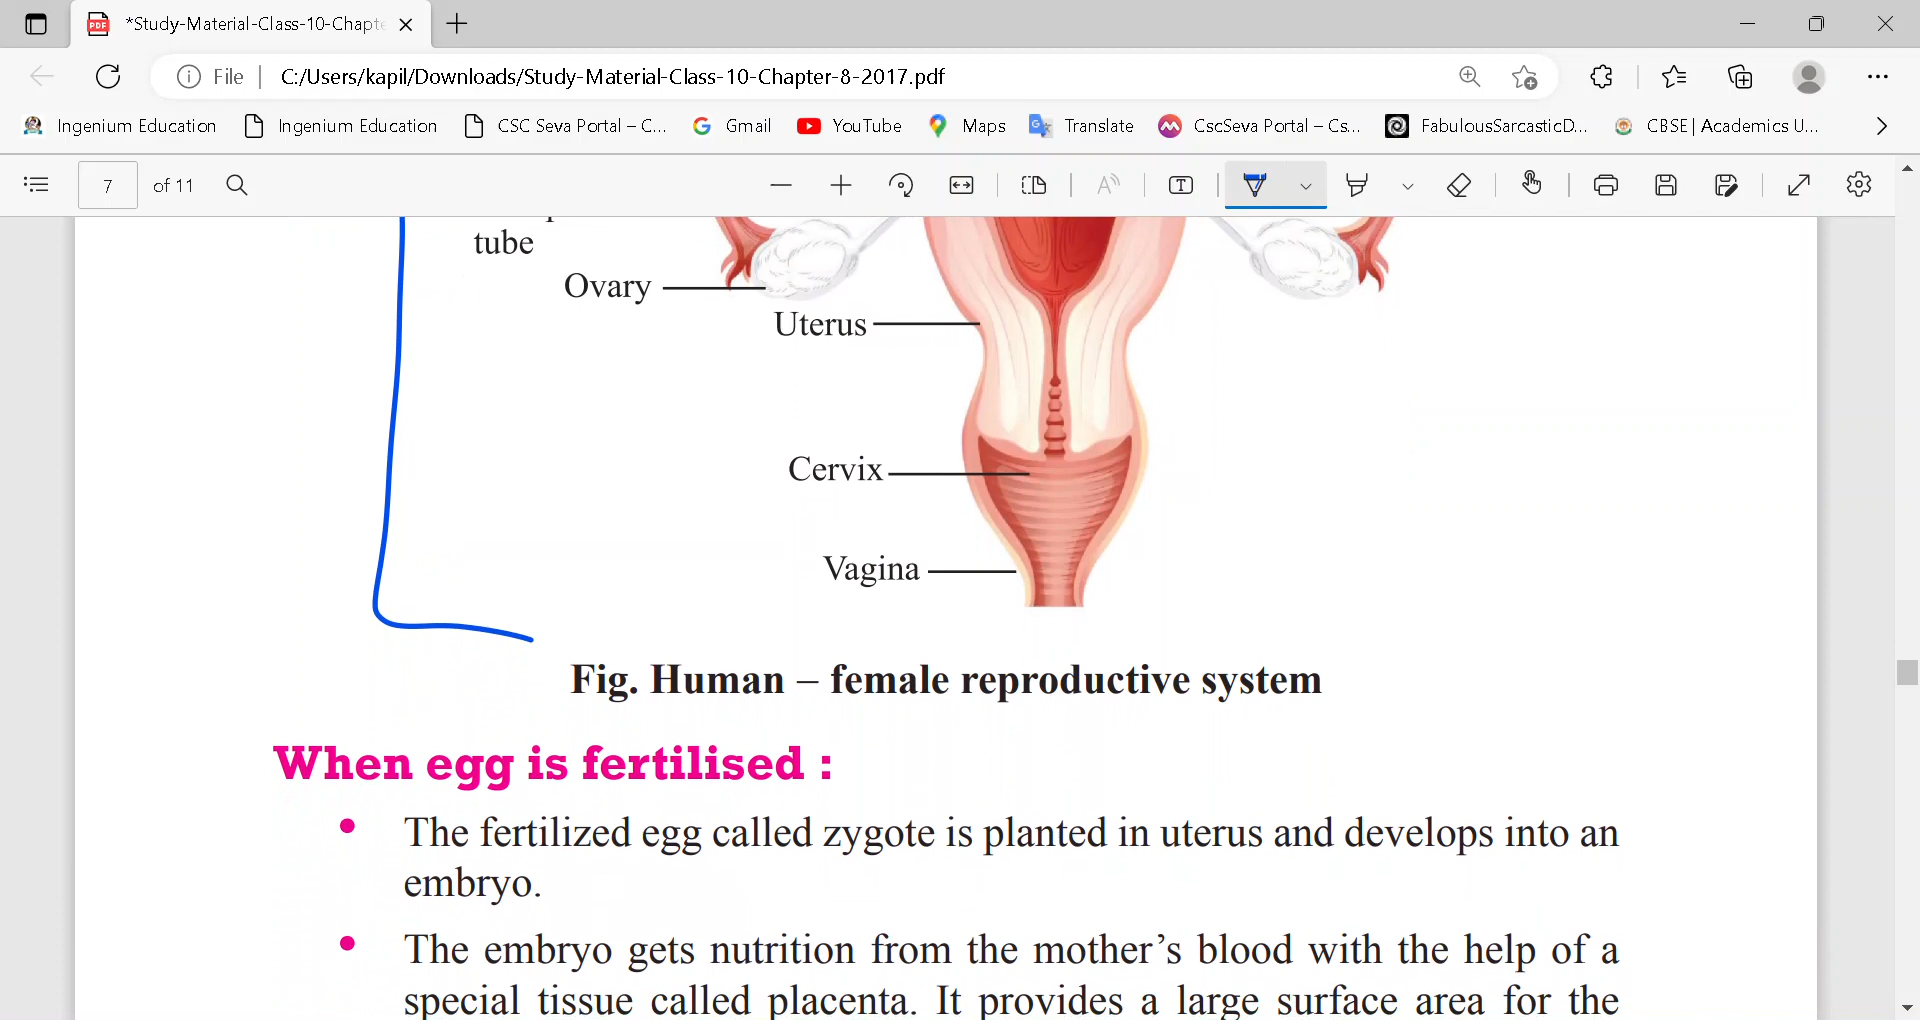 *Study-Material-Class-10-Chapte
File
C:/Users/kapil/Downloads/Study-Material-Class-10-Chapter-8-2017.pdf
Ingenium Education
Ingenium Education
CSC Seva Portal – C...
Gmail
YouTube
Maps
Translate
CscSeva Portal – Cs...
FabulousSarcasticD...
CBSE | Academics U...
7 of 11
tube
Ovary
Uterus
Cervix
Vagina
Fig. Human – female reproductive system
When egg is fertilised :
• The fertilized egg called zygote is planted in uterus and develops into an
embryo.
• The embryo gets nutrition from the mother's blood with the help of a
special tissue called placenta. It provides a large surface area for the